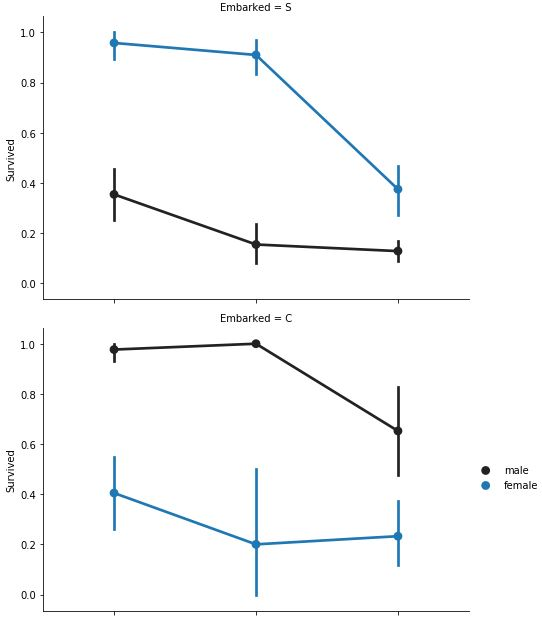 Embarked = S
1.0
0.8
0.6
0.4
0.2
0.0
Survived
Embarked = C
1.0
0.8
0.6
0.4
0.2
0.0
Survived
male
female